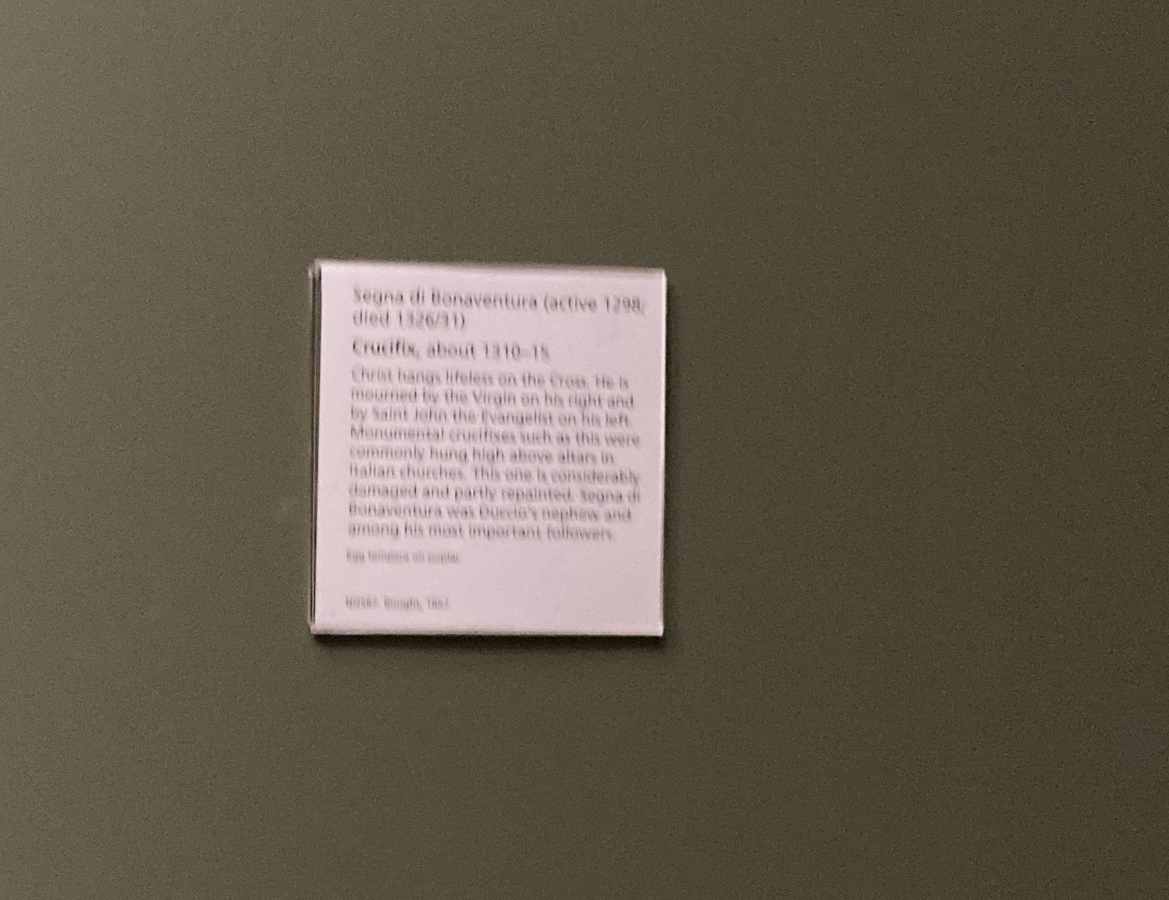 Segna di Bonaventura (active 1298;
died 1326/31)
Crucifix, about 1310–15
Christ hangs lifeless on the Cross. He is
mourned by the Virgin on his right and
by Saint John the Evangelist on his left.
Monumental crucifixes such as this were
commonly hung high above altars in
Italian churches. This one is considerably
damaged and partly repainted. Segna di
Bonaventura was Duccio's nephew and
among his most important followers.
Egg tempera on poplar
NG567. Bought, 1857